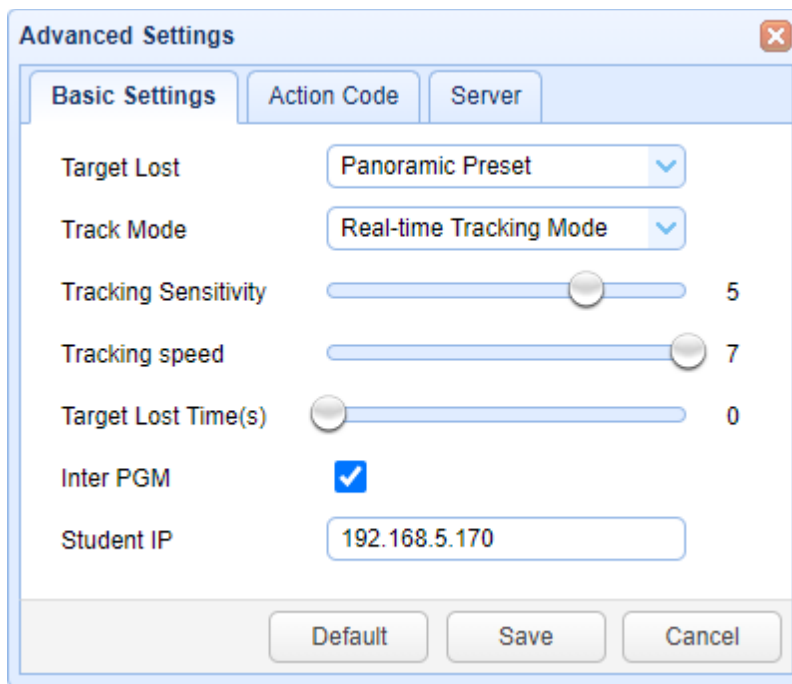 Advanced Settings
Basic Settings Action Code Server
Target Lost Panoramic Preset
Track Mode Real-time Tracking Mode
Tracking Sensitivity 5
Tracking speed 7
Target Lost Time(s) 0
Inter PGM
Student IP 192.168.5.170
Default Save Cancel